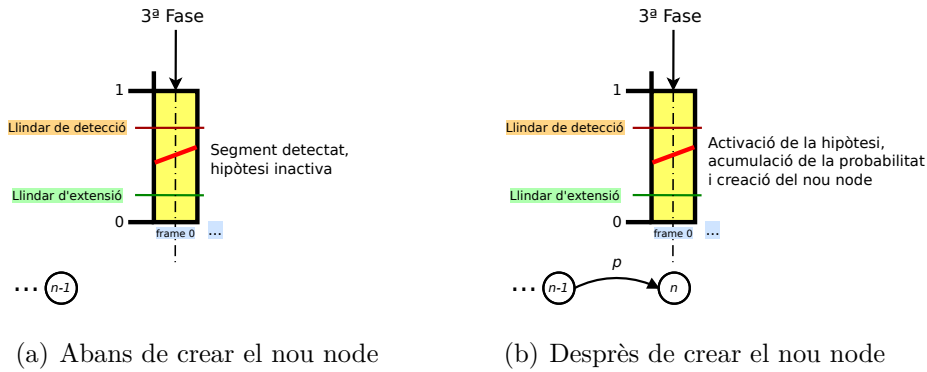 3ª Fase
1
Llindar de detecció
Segment detectat,
hipòtesi inactiva
Llindar d'extensió
0
frame 0
...
... n-1
(a) Abans de crear el nou node
3ª Fase
1
Llindar de detecció
Activació de la hipòtesi,
acumulació de la probabilitat
i creació del nou node
Llindar d'extensió
0
frame 0
...
p
... n-1 n
(b) Desprès de crear el nou node